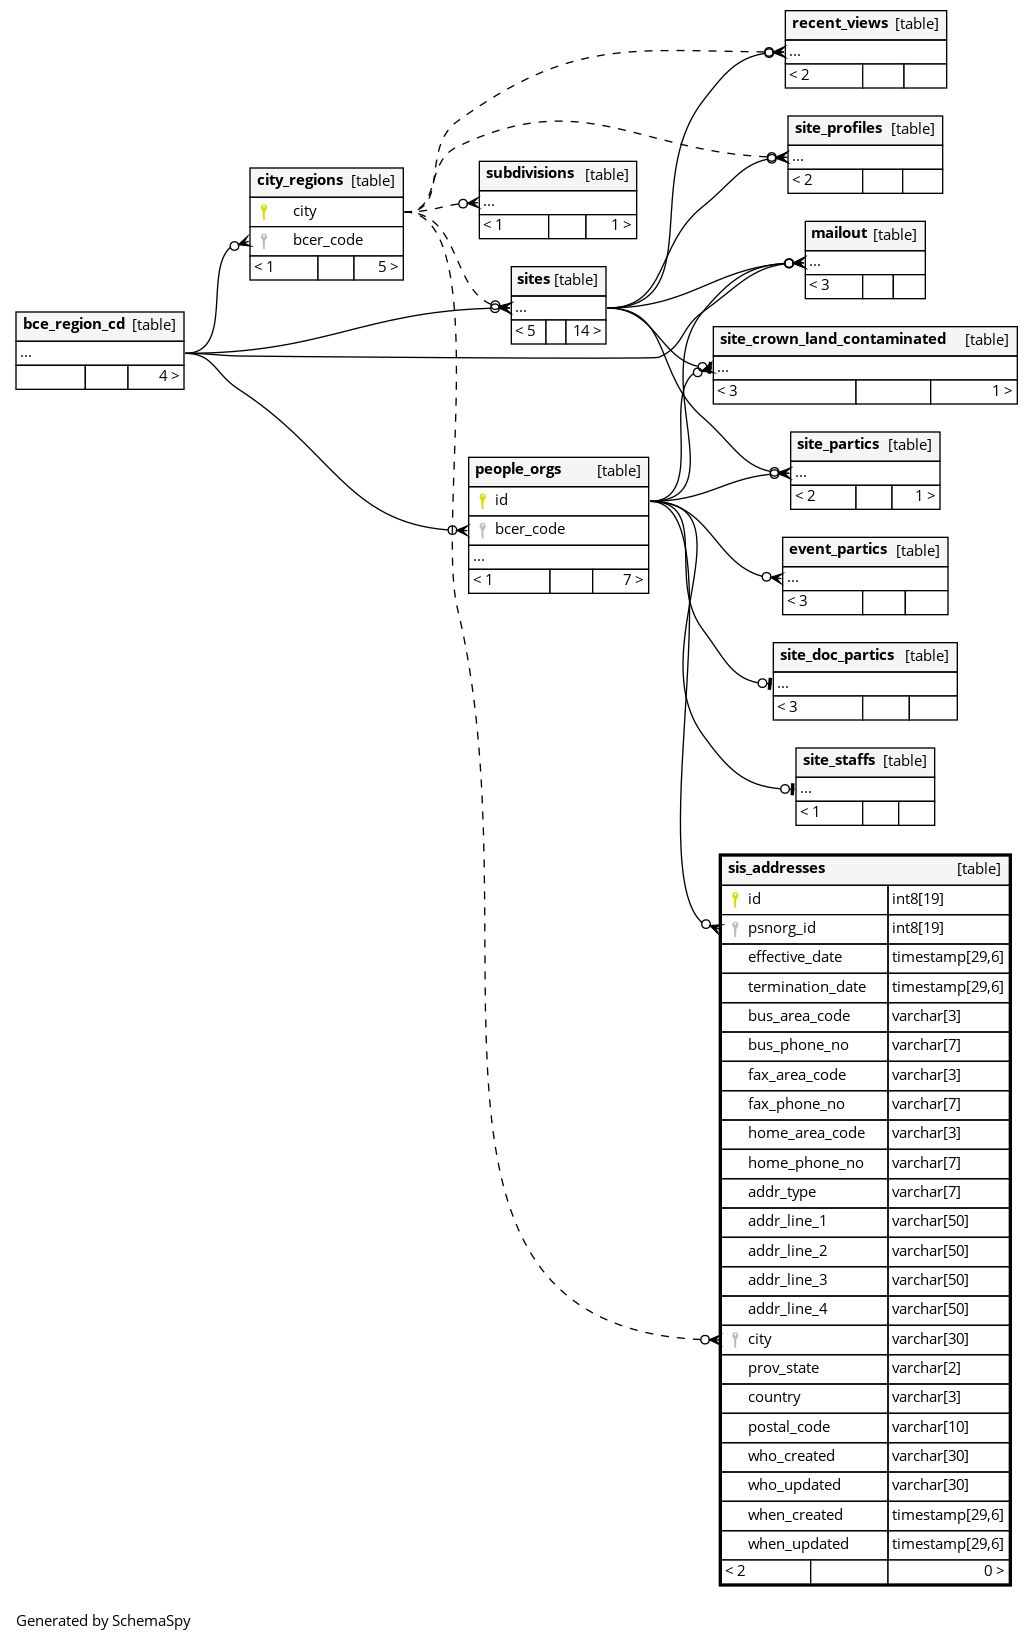 recent_views [table]
...
< 2
site_profiles [table]
...
< 2
city_regions [table]
city
bcer_code
< 1 5 >
subdivisions [table]
...
< 1 1 >
mailout [table]
...
< 3
sites [table]
...
< 5 14 >
bce_region_cd [table]
...
4 >
site_crown_land_contaminated [table]
...
< 3 1 >
site_partics [table]
...
< 2 1 >
people_orgs [table]
id
bcer_code
...
< 1 7 >
event_partics [table]
...
< 3
site_doc_partics [table]
...
< 3
site_staffs [table]
...
< 1
sis_addresses [table]
id int8[19]
psnorg_id int8[19]
effective_date timestamp[29,6]
termination_date timestamp[29,6]
bus_area_code varchar[3]
bus_phone_no varchar[7]
fax_area_code varchar[3]
fax_phone_no varchar[7]
home_area_code varchar[3]
home_phone_no varchar[7]
addr_type varchar[7]
addr_line_1 varchar[50]
addr_line_2 varchar[50]
addr_line_3 varchar[50]
addr_line_4 varchar[50]
city varchar[30]
prov_state varchar[2]
country varchar[3]
postal_code varchar[10]
who_created varchar[30]
who_updated varchar[30]
when_created timestamp[29,6]
when_updated timestamp[29,6]
< 2 0 >
Generated by SchemaSpy